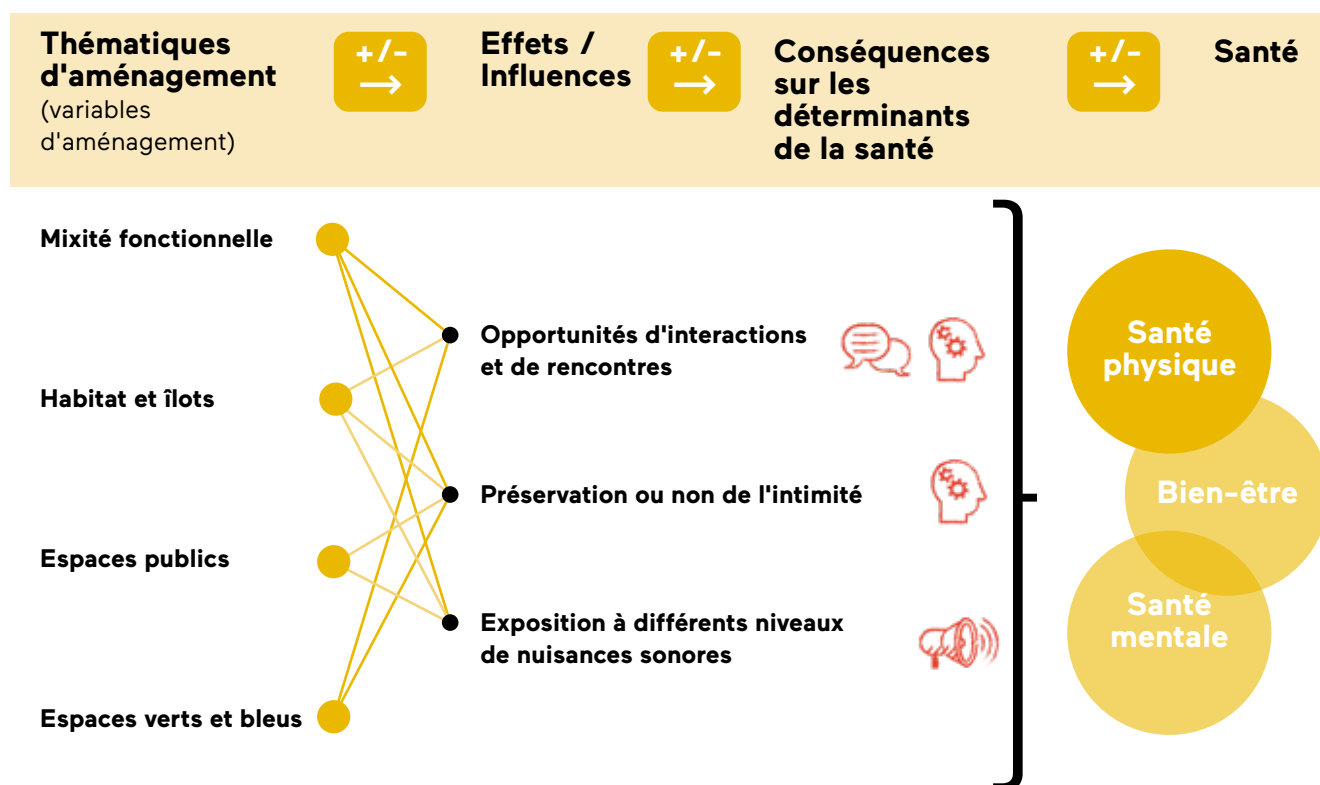 Thématiques
d'aménagement
(variables
d'aménagement)
+/-
→
Effets /
Influences
+/-
→
Conséquences
sur les
déterminants
de la santé
+/-
→
Santé
Mixité fonctionnelle
Habitat et îlots
Espaces publics
Espaces verts et bleus
Opportunités d'interactions
et de rencontres
Préservation ou non de l'intimité
Exposition à différents niveaux
de nuisances sonores
Santé
physique
Bien-être
Santé
mentale